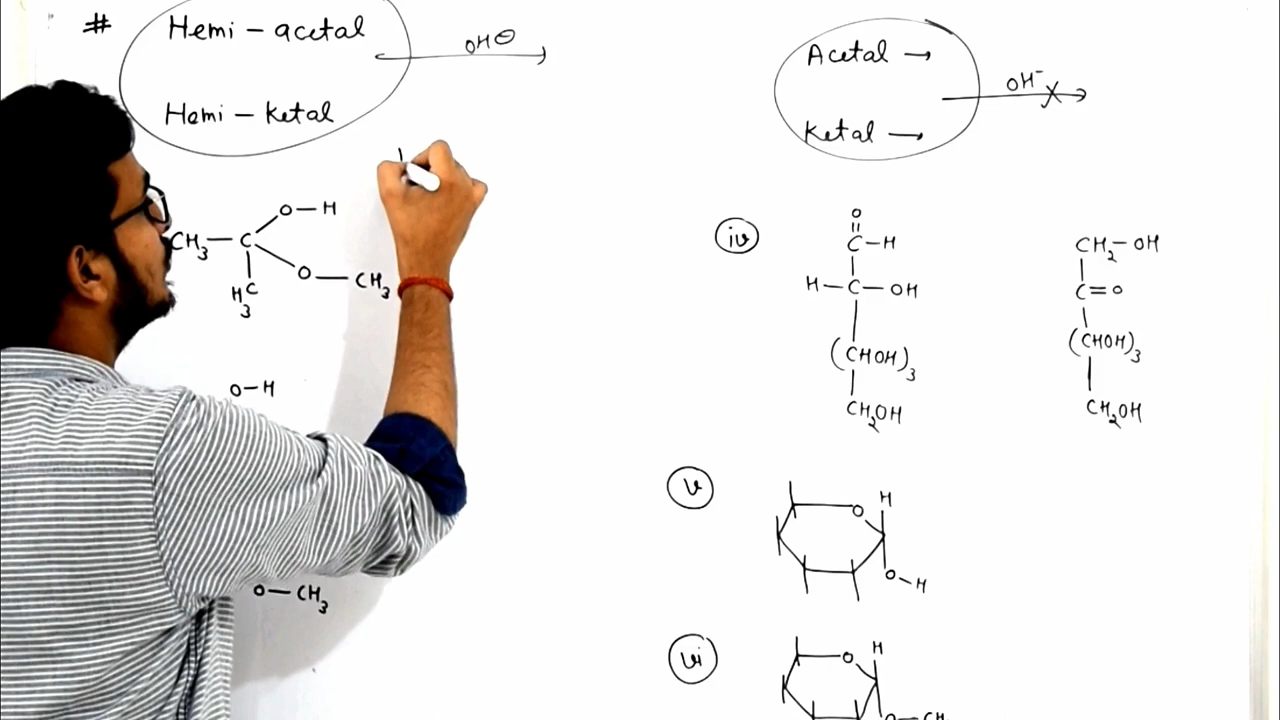 # Hemi - acetal
OH⊖
Hemi - ketal
O-H
CH3-C
O-CH3
H3C
O-H
O-CH3
Acetal →
OH-
Ketal →
iv
O
C-H
H-C-OH
(CHOH)3
CH2OH
CH2-OH
C=O
(CHOH)3
CH2OH
v
O H
O-H
vi
O H